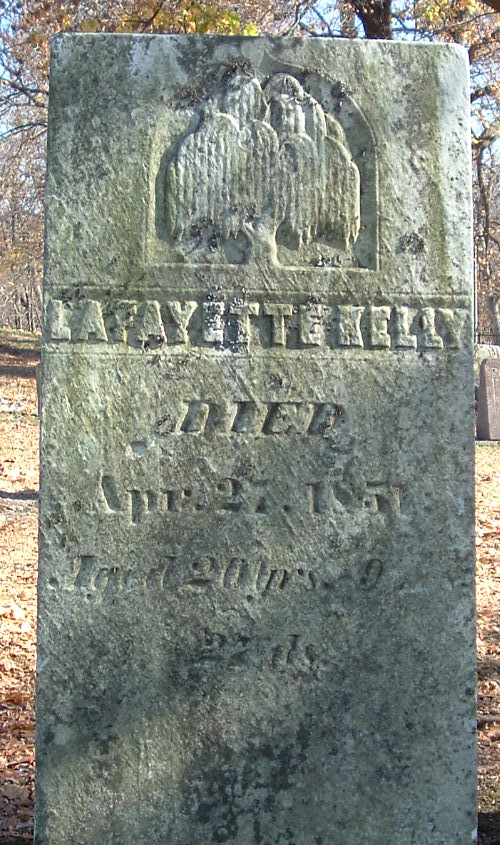 LAFAYETTE KELLY
DIED
Apr. 27. 1851
Aged 20 yrs. 9
27 ds